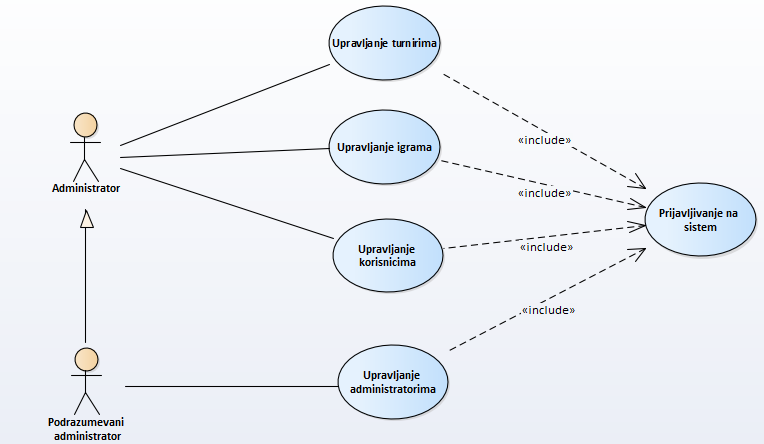 Upravljanje turnirima
«include»
Upravljanje igrama
«include»
Administrator
Prijavljivanje na
sistem
Upravljanje
korisnicima
«include»
«include»
Upravljanje
administratorima
Podrazumevani
administrator